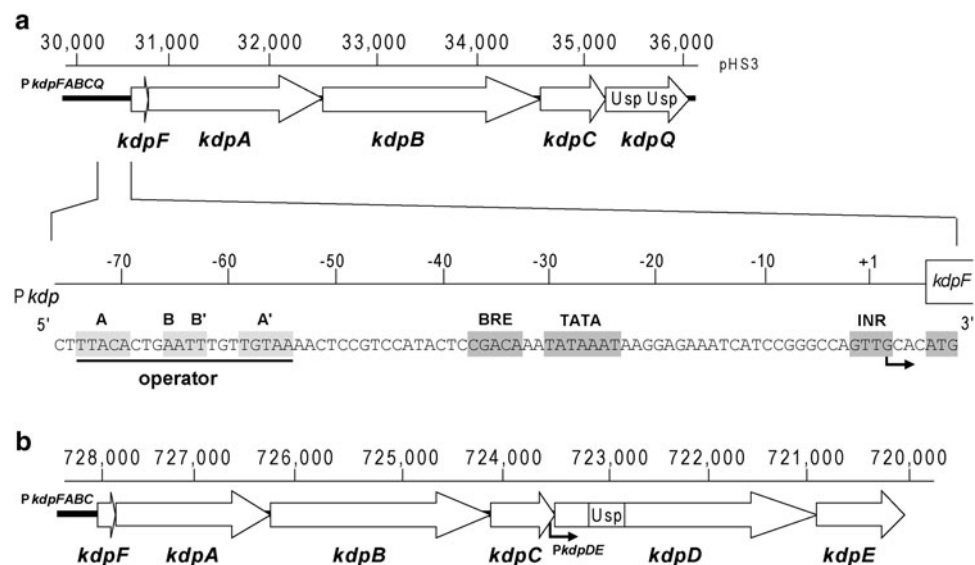 a
30,000 31,000 32,000 33,000 34,000 35,000 36,000
pHS3
PkdpFABCQ
Usp Usp
kdpF kdpA kdpB kdpC kdpQ
-70 -60 -50 -40 -30 -20 -10 +1
kdpF
Pkdp
5' A B B' A' BRE TATA INR 3'
CTTTACACTGAATTTGTTGTAAAACTCCGTCCATACTCCGACAAATATAAATAAGGAGAAATCATCCGGGCCAGTTGCACATG
operator
b
728,000 727,000 726,000 725,000 724,000 723,000 722,000 721,000 720,000
PkdpFABC
Usp
PkdpDE
kdpF kdpA kdpB kdpC kdpD kdpE